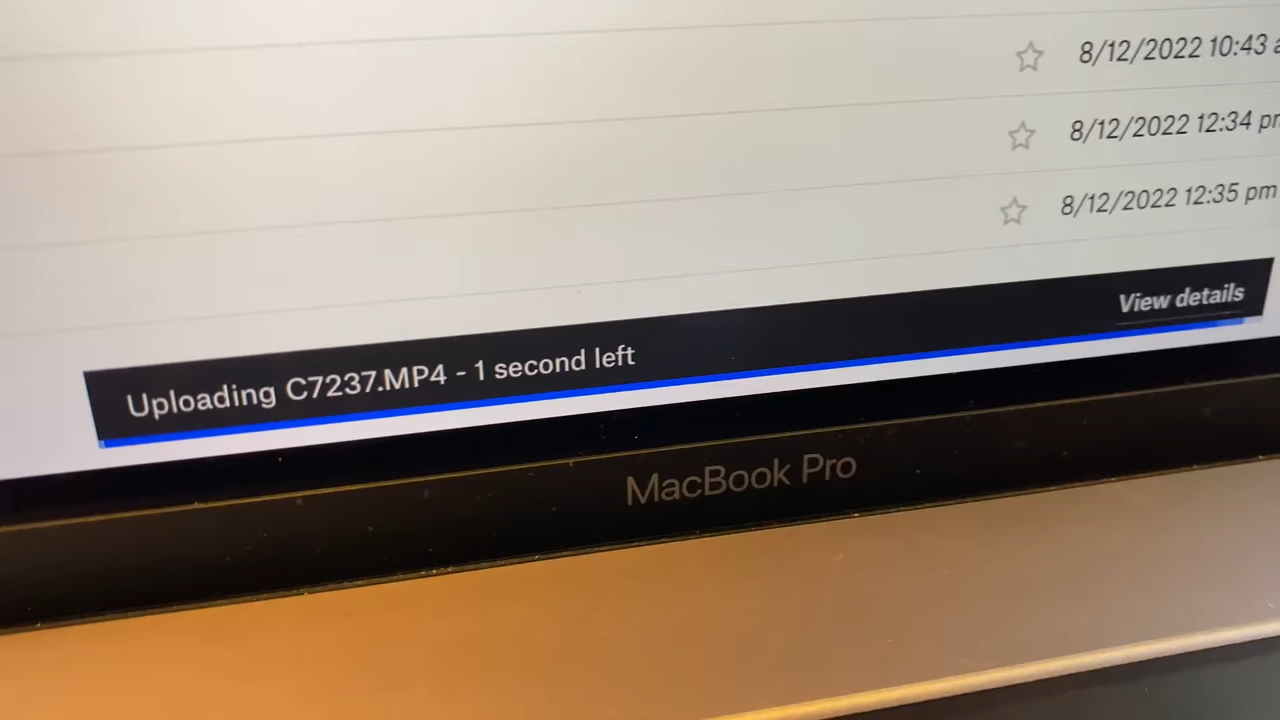 8/12/2022 10:43
8/12/2022 12:34
8/12/2022 12:35 pm
View details
Uploading C7237.MP4 - 1 second left
MacBook Pro